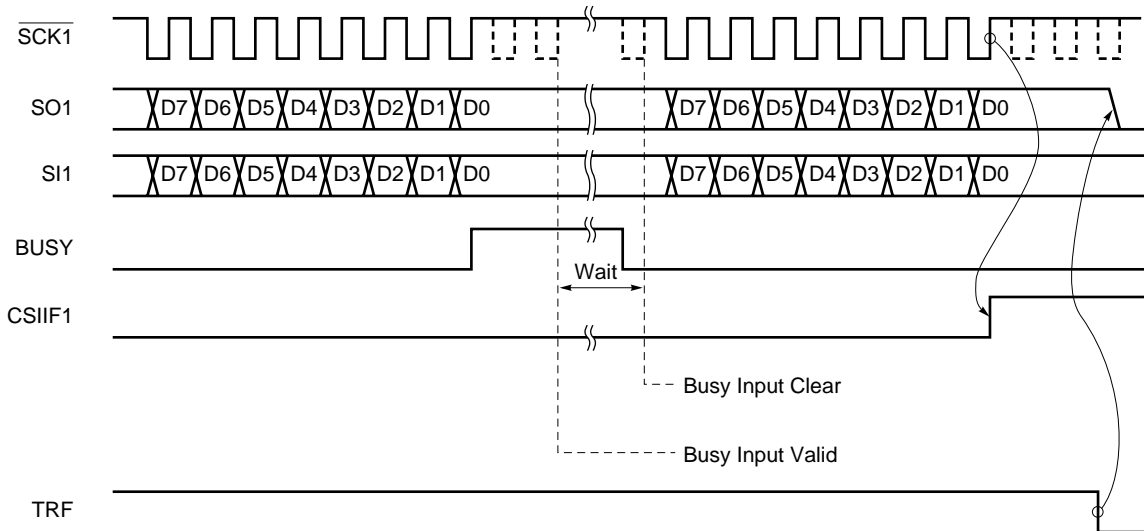 SCK1
SO1 D7 D6 D5 D4 D3 D2 D1 D0 D7 D6 D5 D4 D3 D2 D1 D0
SI1 D7 D6 D5 D4 D3 D2 D1 D0 D7 D6 D5 D4 D3 D2 D1 D0
BUSY
Wait
CSIIF1
Busy Input Clear
Busy Input Valid
TRF